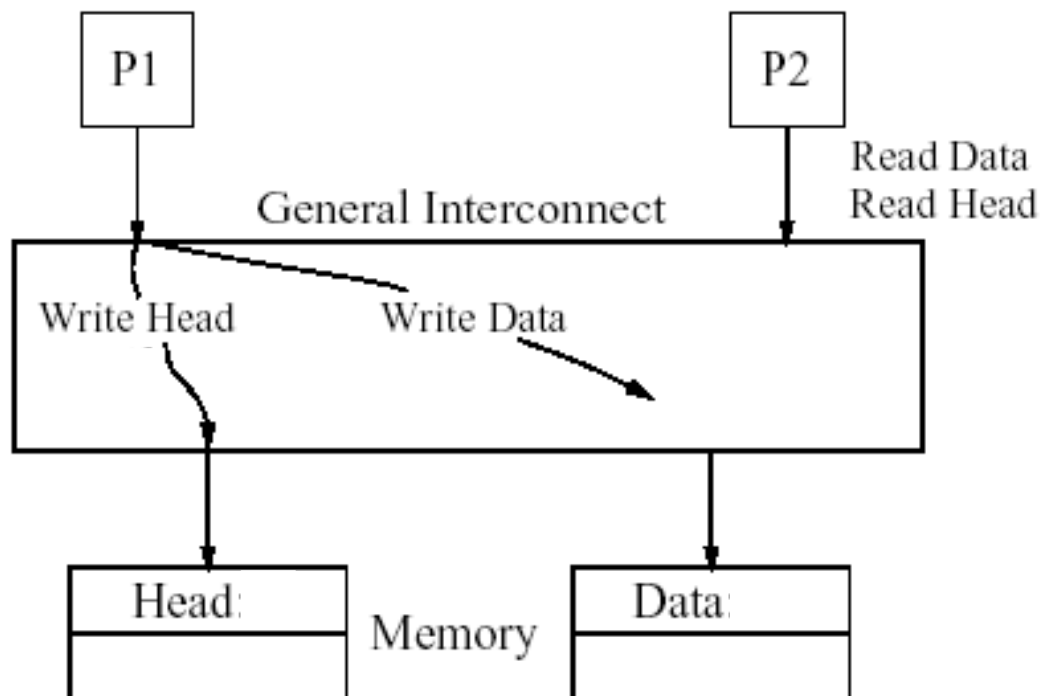 P1
P2
Read Data
Read Head
General Interconnect
Write Head
Write Data
Head:
Memory
Data: